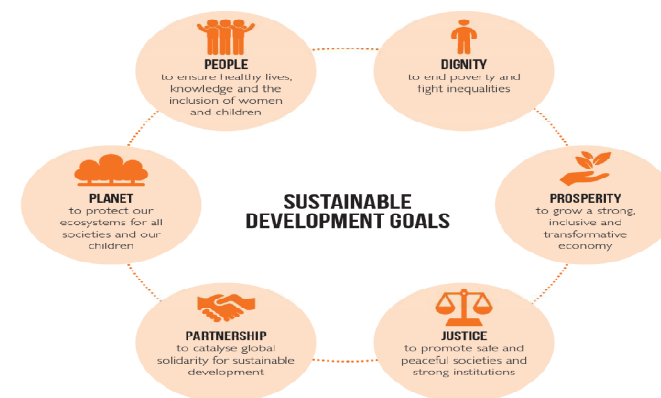 PEOPLE
to ensure healthy lives,
knowledge and the
inclusion of women
and children
DIGNITY
to end poverty and
fight inequalities
PLANET
to protect our
ecosystems for all
societies and our
children
SUSTAINABLE
DEVELOPMENT GOALS
PROSPERITY
to grow a strong,
inclusive and
transformative
economy
PARTNERSHIP
to catalyse global
solidarity for sustainable
development
JUSTICE
to promote safe and
peaceful societies and
strong institutions